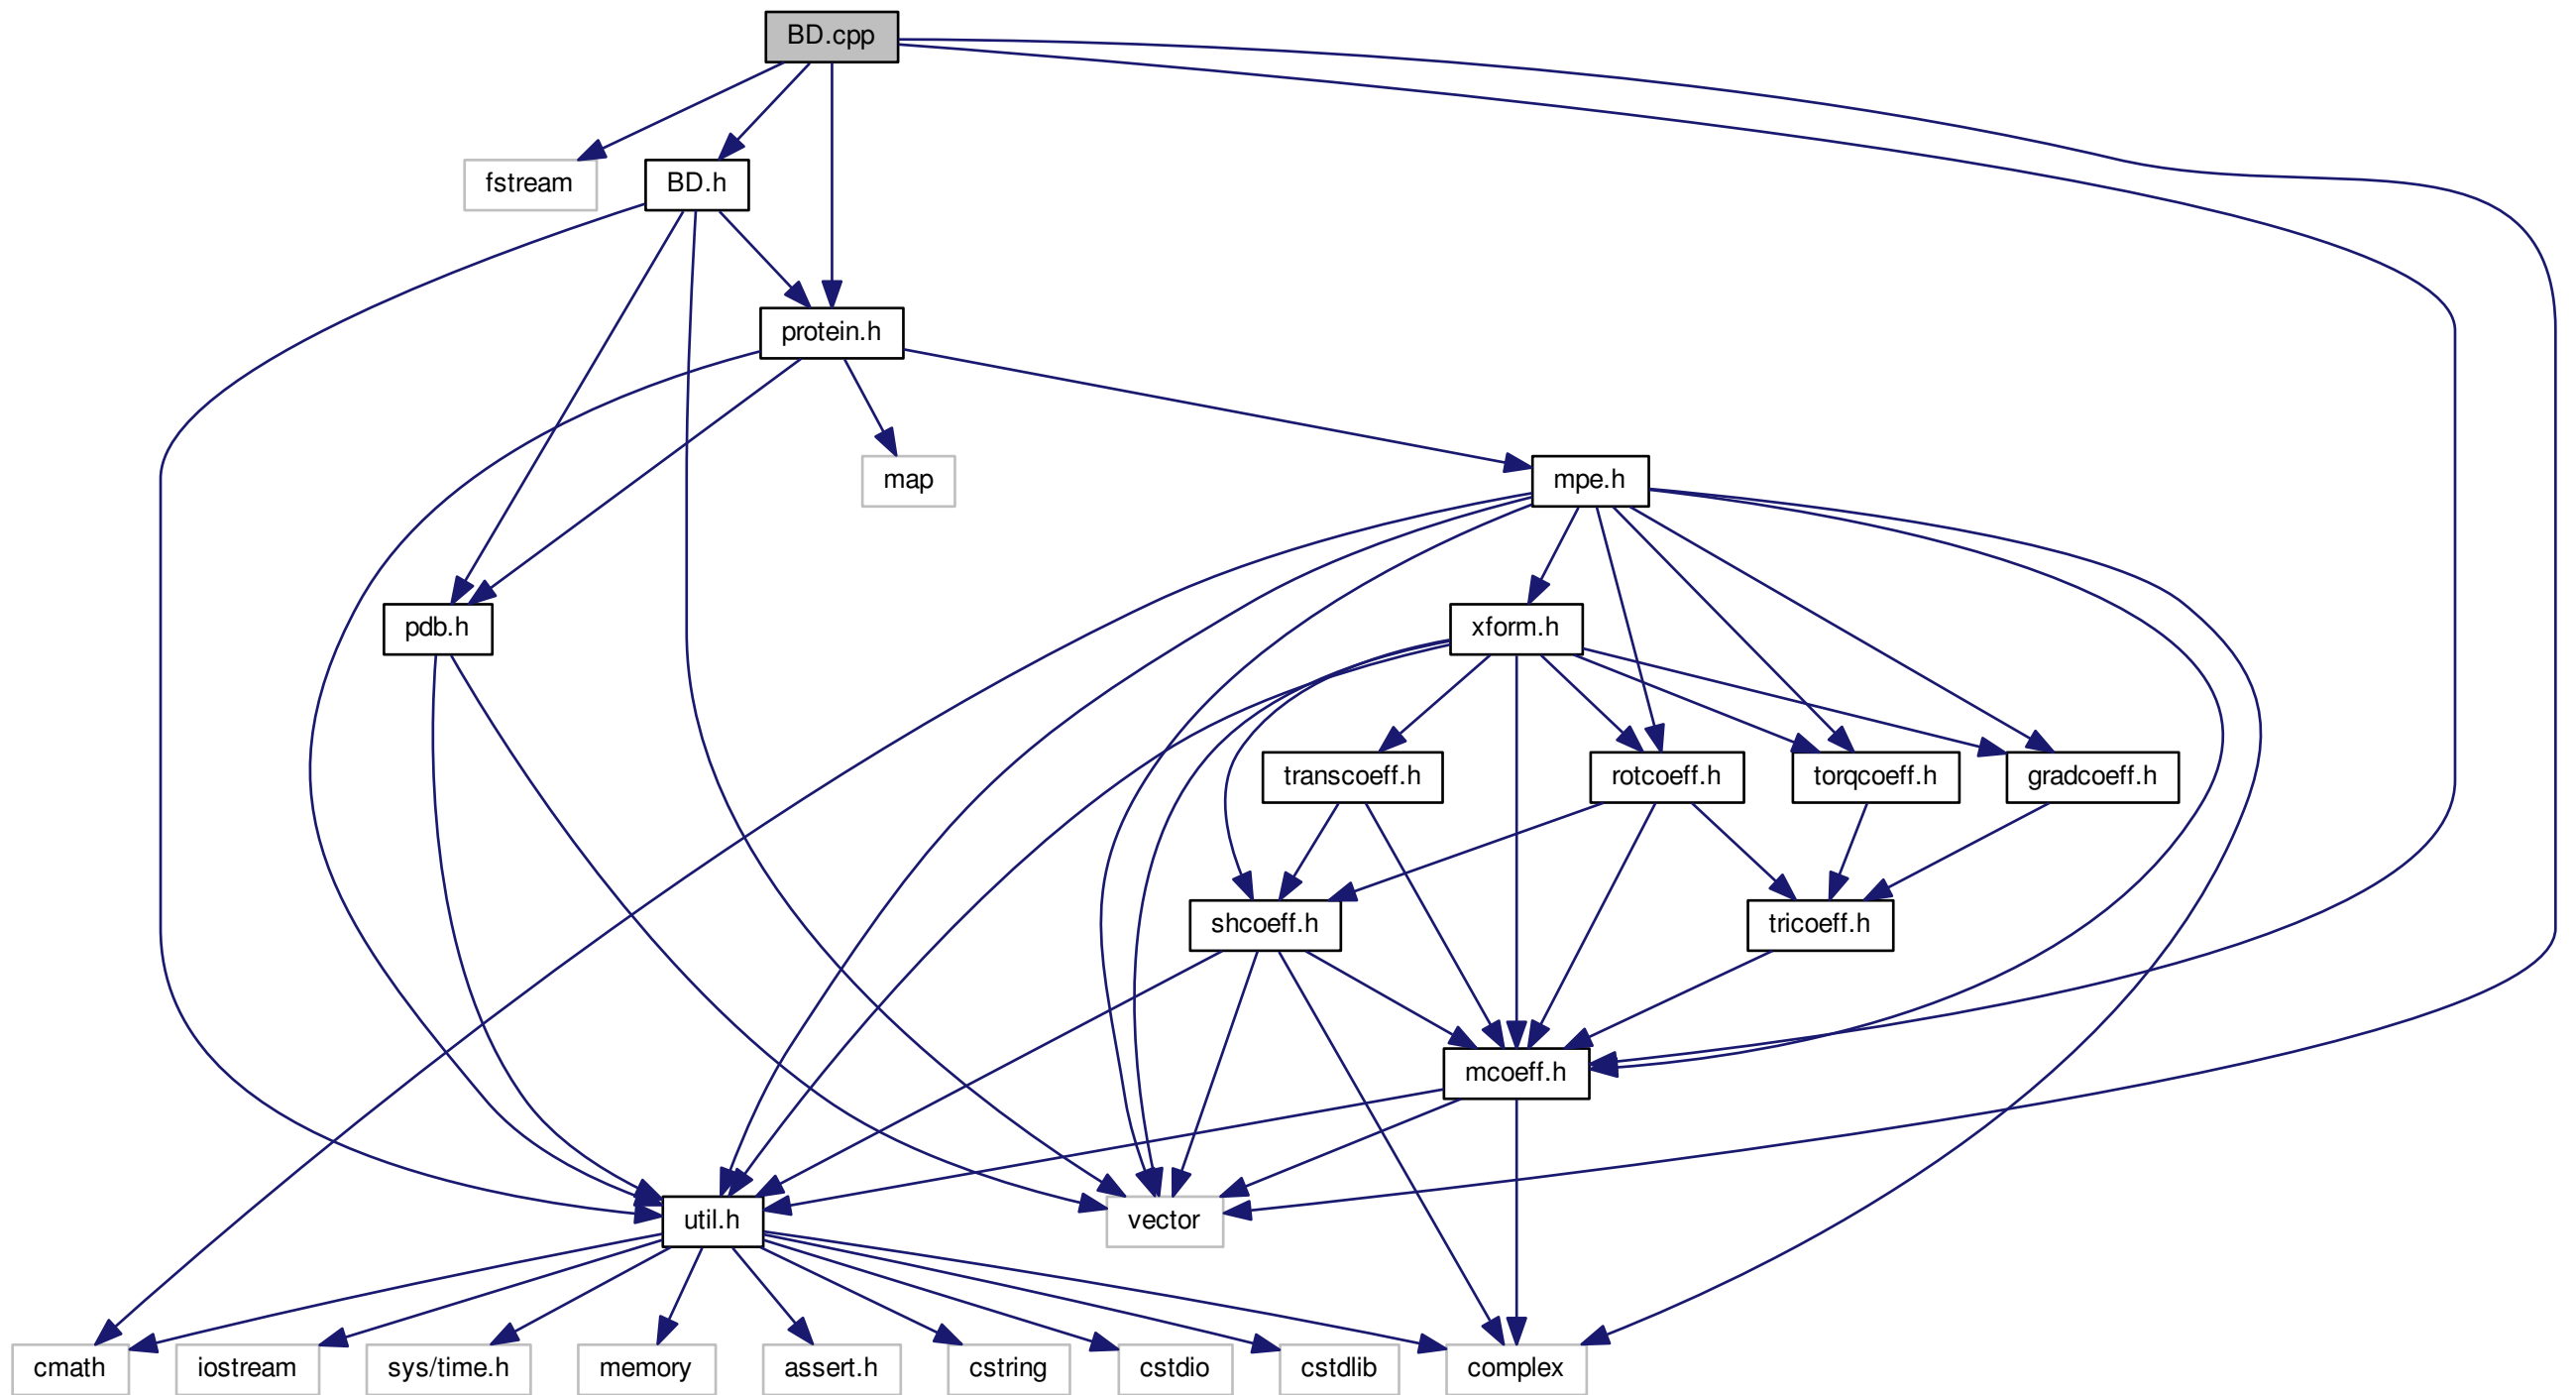 BD.cpp
fstream
BD.h
protein.h
map
mpe.h
pdb.h
xform.h
transcoeff.h
rotcoeff.h
torqcoeff.h
gradcoeff.h
shcoeff.h
tricoeff.h
mcoeff.h
util.h
vector
cmath
iostream
sys/time.h
memory
assert.h
cstring
cstdio
cstdlib
complex